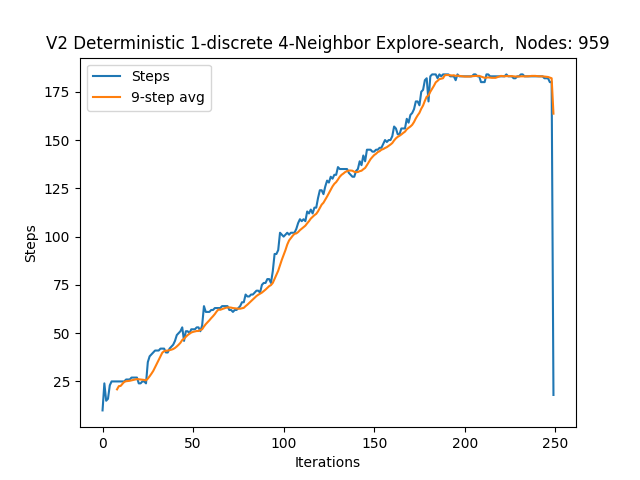 V2 Deterministic 1-discrete 4-Neighbor Explore-search,  Nodes: 959
Steps
9-step avg
175
150
125
100
75
50
25
Steps
0
50
100
150
200
250
Iterations